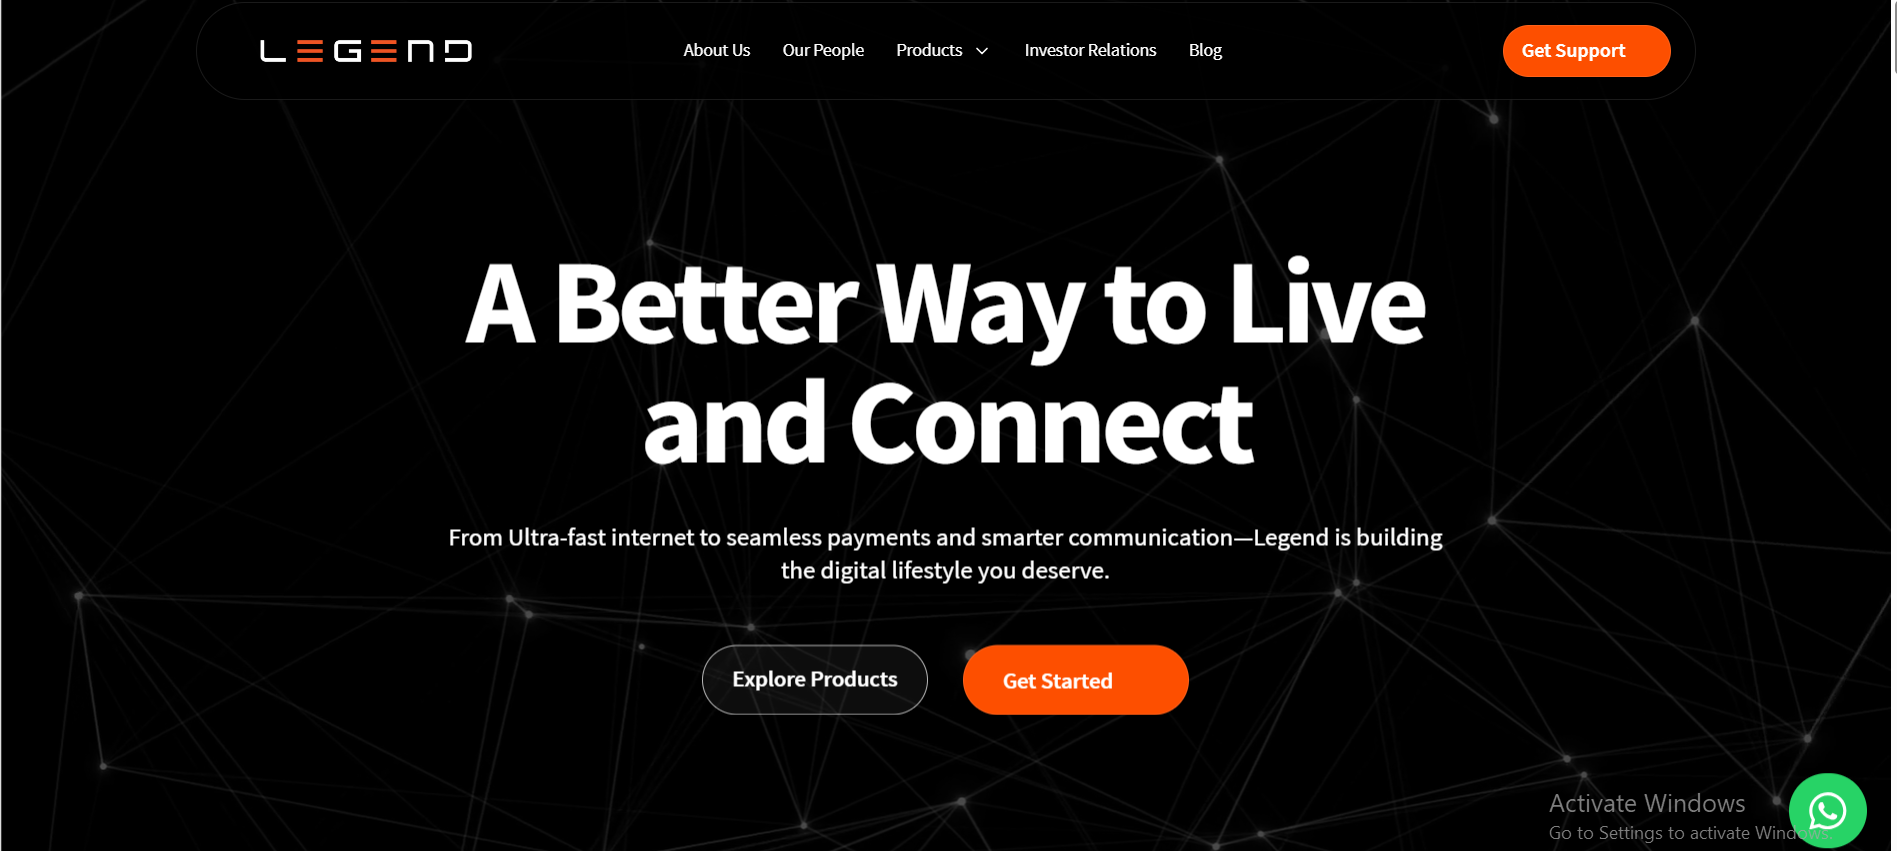 LEGEND
About Us
Our People
Products
Investor Relations
Blog
Get Support
A Better Way to Live
and Connect
From Ultra-fast internet to seamless payments and smarter communication—Legend is building
the digital lifestyle you deserve.
Explore Products
Get Started
Activate Windows
Go to Settings to activate Windows.